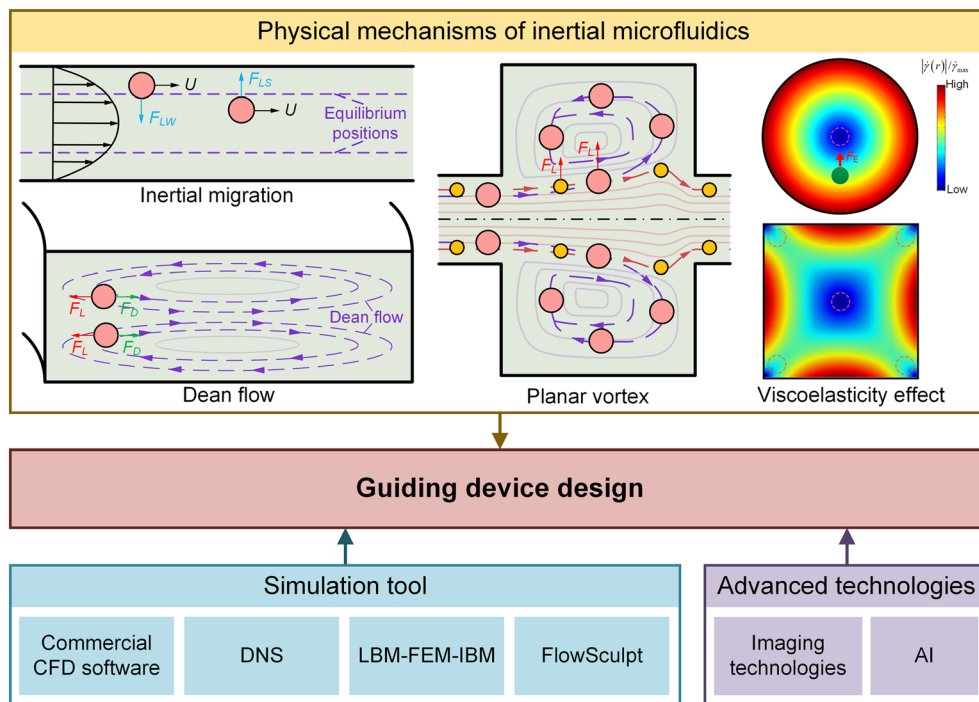 Physical mechanisms of inertial microfluidics
F_LW
U
F_LS
U
Equilibrium
positions
Inertial migration
F_L
F_D
F_L
F_D
Dean flow
Dean flow
F_L
F_L
Planar vortex
|γ̇(r)|/γ̇max
High
Low
F_E
Viscoelasticity effect
Guiding device design
Simulation tool
Commercial
CFD software
DNS
LBM-FEM-IBM
FlowSculpt
Advanced technologies
Imaging
technologies
AI